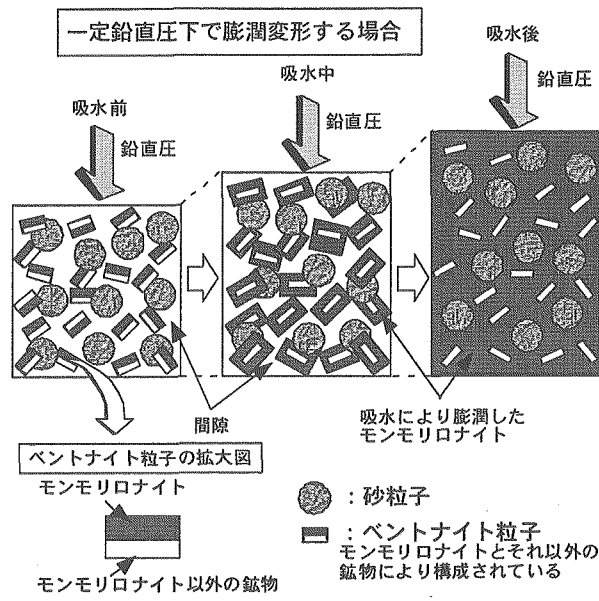 一定鉛直圧下で膨潤変形する場合
吸水前
鉛直圧
吸水中
鉛直圧
吸水後
鉛直圧
間隙
吸水により膨潤した
モンモリロナイト
ベントナイト粒子の拡大図
モンモリロナイト
モンモリロナイト以外の鉱物
：砂粒子
：ベントナイト粒子
モンモリロナイトとそれ以外の
鉱物により構成されている